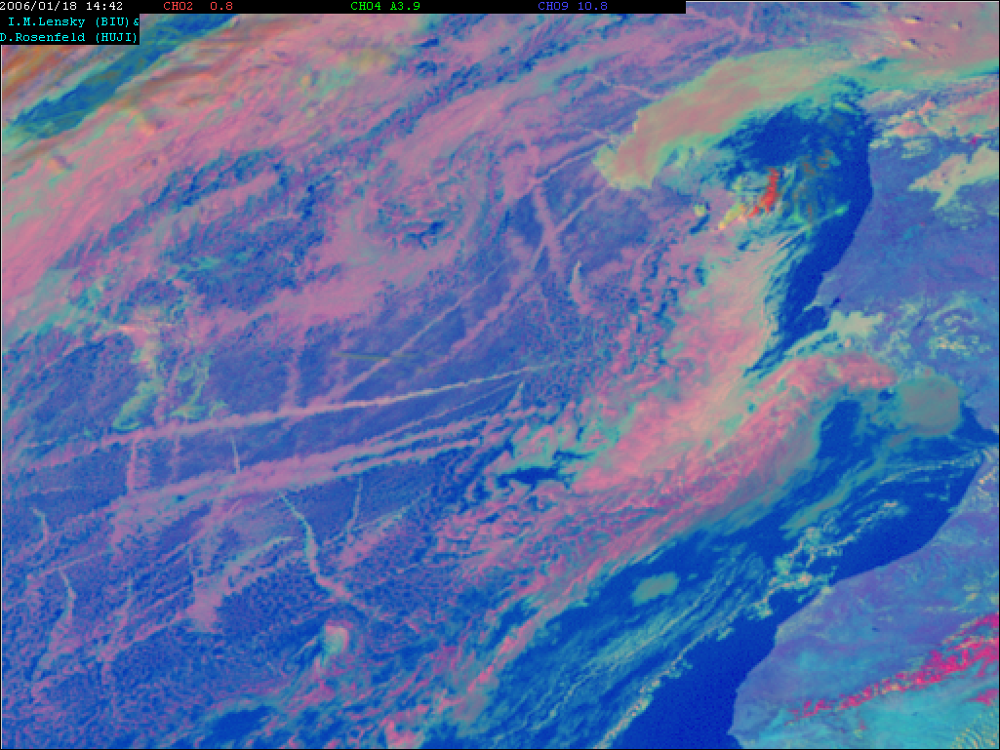 2006/01/18 14:42 CH02 0.8 CH04 A3.9 CH09 10.8
I.M.Lensky (BIU)&
D.Rosenfeld (HUJI)